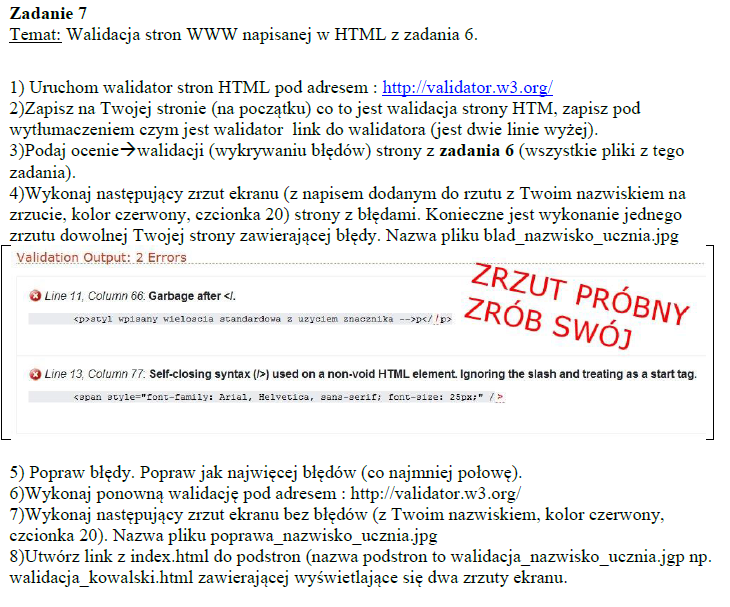 Zadanie 7
Temat: Walidacja stron WWW napisanej w HTML z zadania 6.
1) Uruchom walidator stron HTML pod adresem : http://validator.w3.org/
2)Zapisz na Twojej stronie (na początku) co to jest walidacja strony HTM, zapisz pod
wytłumaczeniem czym jest walidator link do walidatora (jest dwie linie wyżej).
3)Podaj ocenie→walidacji (wykrywaniu błędów) strony z zadania 6 (wszystkie pliki z tego
zadania).
4)Wykonaj następujący zrzut ekranu (z napisem dodanym do rzutu z Twoim nazwiskiem na
zrzucie, kolor czerwony, czcionka 20) strony z błędami. Konieczne jest wykonanie jednego
zrzutu dowolnej Twojej strony zawierającej błędy. Nazwa pliku blad_nazwisko_ucznia.jpg
Validation Output: 2 Errors
ZRZUT PRÓBNY
ZRÓB SWÓJ
Line 11, Column 66: Garbage after </.
<p>styl wpisany wieloscia standardowa z uzyciem znacznika -->p</!p>
Line 13, Column 77: Self-closing syntax (/>) used on a non-void HTML element. Ignoring the slash and treating as a start tag.
<span style="font-family: Arial, Helvetica, sans-serif; font-size: 25px;" />
5) Popraw błędy. Popraw jak najwięcej błędów (co najmniej połowę).
6)Wykonaj ponowną walidację pod adresem : http://validator.w3.org/
7)Wykonaj następujący zrzut ekranu bez błędów (z Twoim nazwiskiem, kolor czerwony,
czcionka 20). Nazwa pliku poprawa_nazwisko_ucznia.jpg
8)Utwórz link z index.html do podstron (nazwa podstron to walidacja_nazwisko_ucznia.jgp np.
walidacja_kowalski.html zawierającej wyświetlające się dwa zrzuty ekranu.